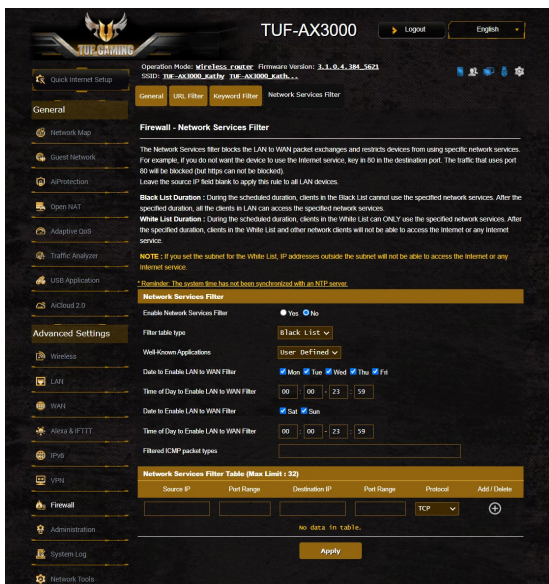 TUF GAMING
TUF-AX3000
Logout
English
Operation Mode: Wireless router Firmware Version: 3.1.0.4.384_5621
SSID: TUF-AX3000_Kathy TUF-AX3000_Kath...
Quick Internet Setup
General
Network Map
Guest Network
AiProtection
Open NAT
Adaptive QoS
Traffic Analyzer
USB Application
AiCloud 2.0
Advanced Settings
Wireless
LAN
WAN
Alexa & IFTTT
IPv6
VPN
Firewall
Administration
System Log
Network Tools
General
URL Filter
Keyword Filter
Network Services Filter
Firewall - Network Services Filter
The Network Services filter blocks the LAN to WAN packet exchanges and restricts devices from using specific network services.
For example, if you do not want the device to use the Internet service, key in 80 in the destination port. The traffic that uses port
80 will be blocked (but https can not be blocked).
Leave the source IP field blank to apply this rule to all LAN devices.
Black List Duration : During the scheduled duration, clients in the Black List cannot use the specified network services. After the
specified duration, all the clients in LAN can access the specified network services.
White List Duration : During the scheduled duration, clients in the White List can ONLY use the specified network services. After
the specified duration, clients in the White List and other network clients will not be able to access the Internet or any Internet
service.
NOTE : If you set the subnet for the White List, IP addresses outside the subnet will not be able to access the Internet or any
Internet service.
* Reminder: The system time has not been synchronized with an NTP server.
Network Services Filter
Enable Network Services Filter Yes No
Filter table type Black List
Well-Known Applications User Defined
Date to Enable LAN to WAN Filter Mon Tue Wed Thu Fri
Time of Day to Enable LAN to WAN Filter 00 : 00 - 23 : 59
Date to Enable LAN to WAN Filter Sat Sun
Time of Day to Enable LAN to WAN Filter 00 : 00 - 23 : 59
Filtered ICMP packet types
Network Services Filter Table (Max Limit : 32)
Source IP Port Range Destination IP Port Range Protocol Add / Delete
TCP
No data in table.
Apply